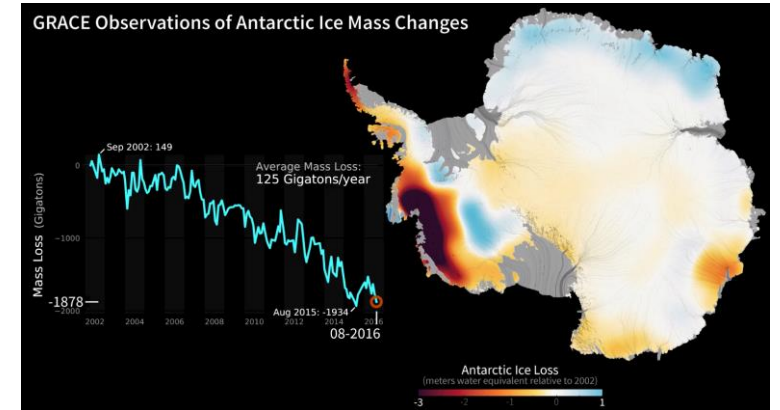 GRACE Observations of Antarctic Ice Mass Changes
Sep 2002: 149
Average Mass Loss:
125 Gigatons/year
Mass Loss (Gigatons)
0
-1000
-1878
-2000
Aug 2015: -1934
2002 2004 2006 2008 2010 2012 2014 2016
08-2016
Antarctic Ice Loss
(meters water equivalent relative to 2002)
-3 -2 -1 0 1